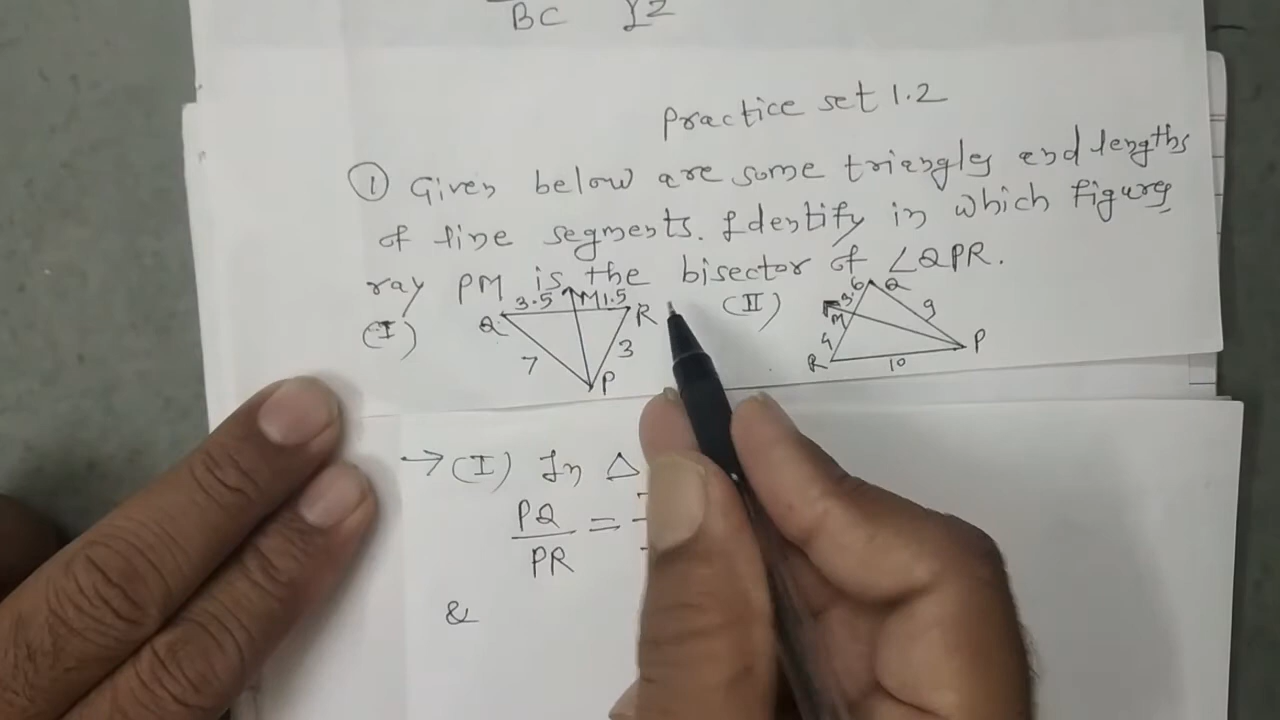 BC YZ
Practice set 1.2
① Given below are some triangles and lengths
of line segments. Identify in which figures
ray PM is the bisector of ∠QPR.
(I) Q 3.5 M 1.5 R 7 3 P
(II) Q 3.6 M 4 R 9 10 P
→ (I) In △
PQ =
PR
&